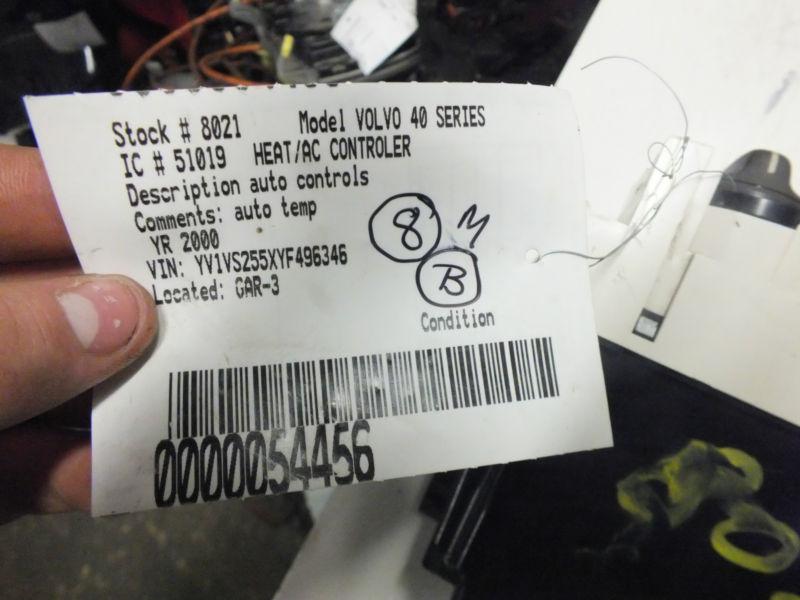 Stock # 8021 Model VOLVO 40 SERIES
IC # 51019 HEAT/AC CONTROLER
Description auto controls
Comments: auto temp
YR 2000
VIN: YV1VS255XYF496346
Located: GAR-3
8 M
B
Condition
0000054456